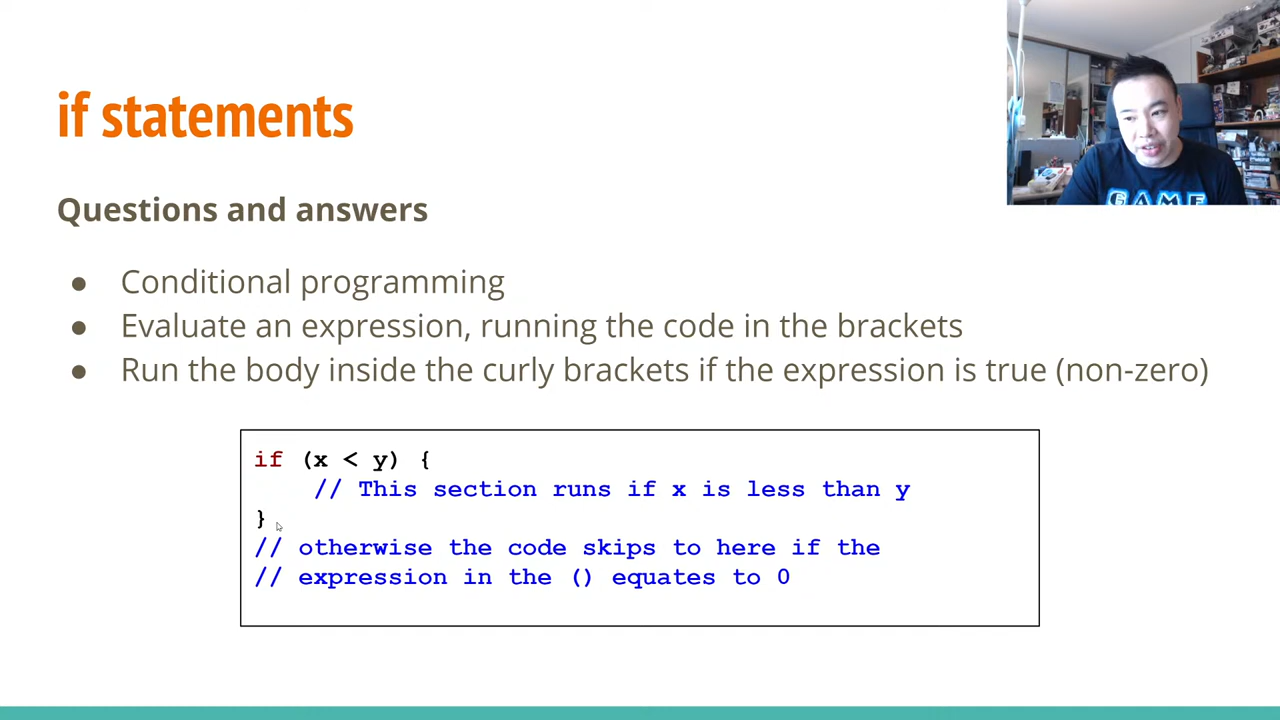 if statements
Questions and answers
● Conditional programming
● Evaluate an expression, running the code in the brackets
● Run the body inside the curly brackets if the expression is true (non-zero)
if (x < y) {
// This section runs if x is less than y
}
// otherwise the code skips to here if the
// expression in the () equates to 0
GAME